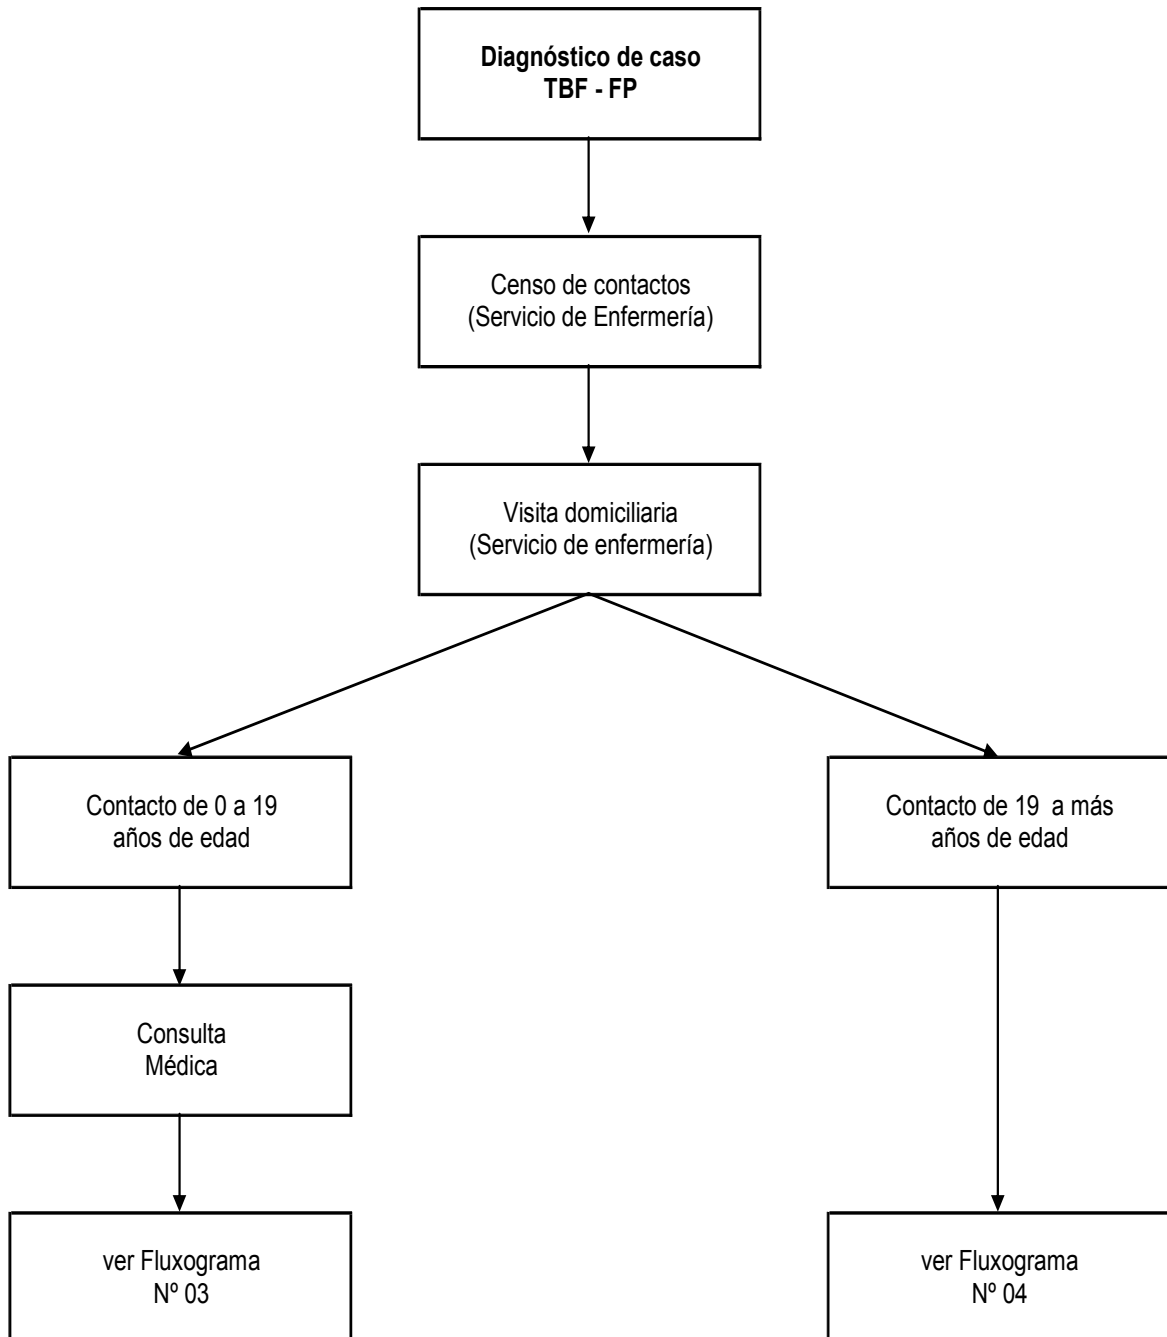 Diagnóstico de caso
TBF - FP
Censo de contactos
(Servicio de Enfermería)
Visita domiciliaria
(Servicio de enfermería)
Contacto de 0 a 19
años de edad
Contacto de 19 a más
años de edad
Consulta
Médica
ver Fluxograma
Nº 03
ver Fluxograma
Nº 04